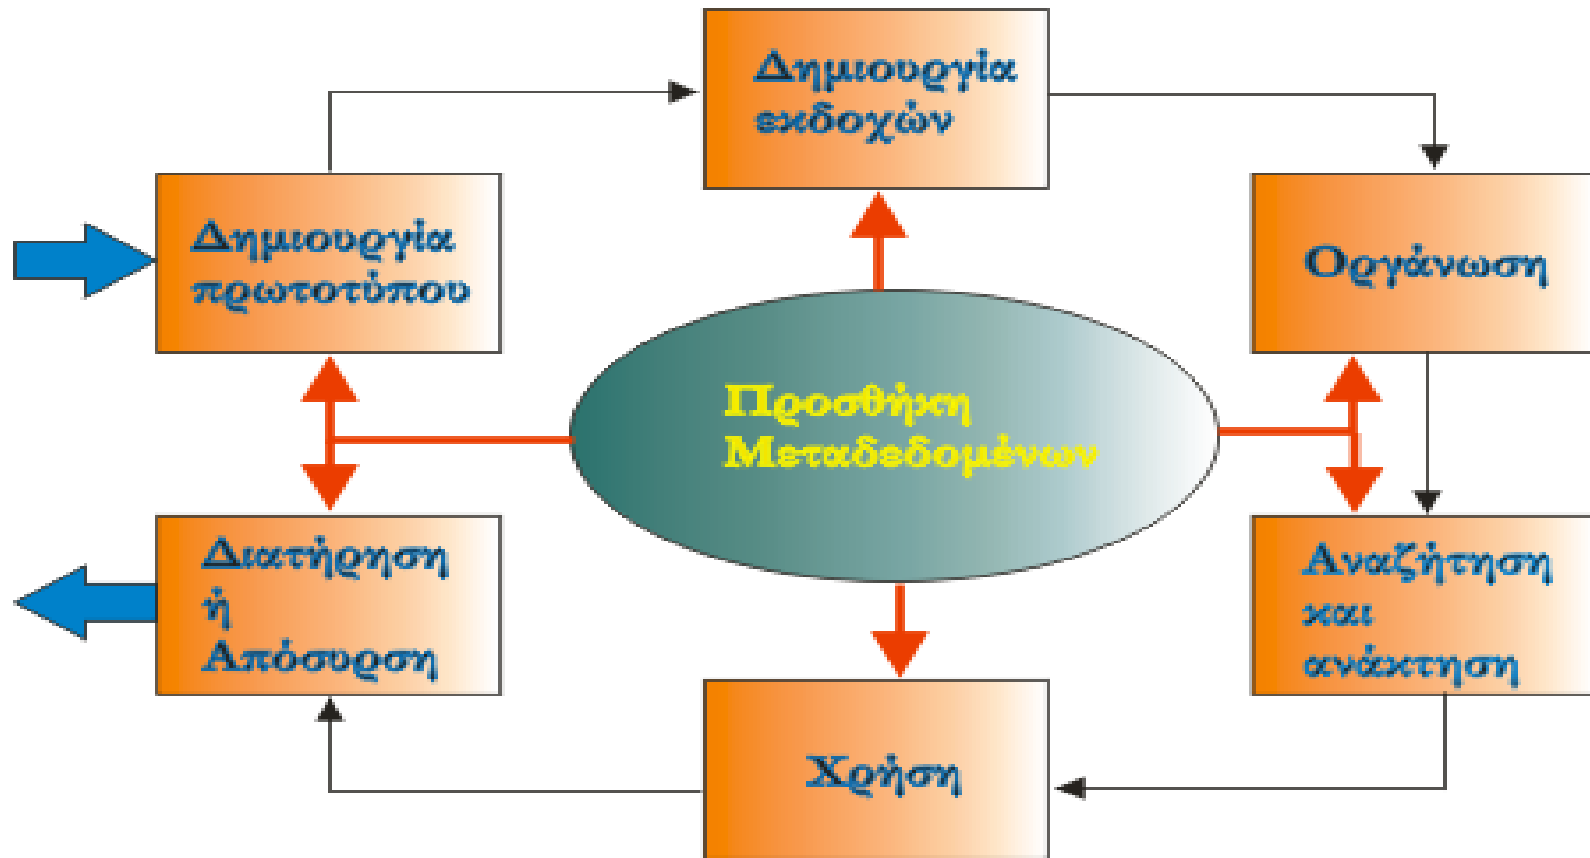 Δημιουργία
εκδοχών
Δημιουργία
πρωτοτύπου
Οργάνωση
Προσθήκη
Μεταδεδομένων
Διατήρηση
ή
Απόσυρση
Αναζήτηση
και
ανάκτηση
Χρήση